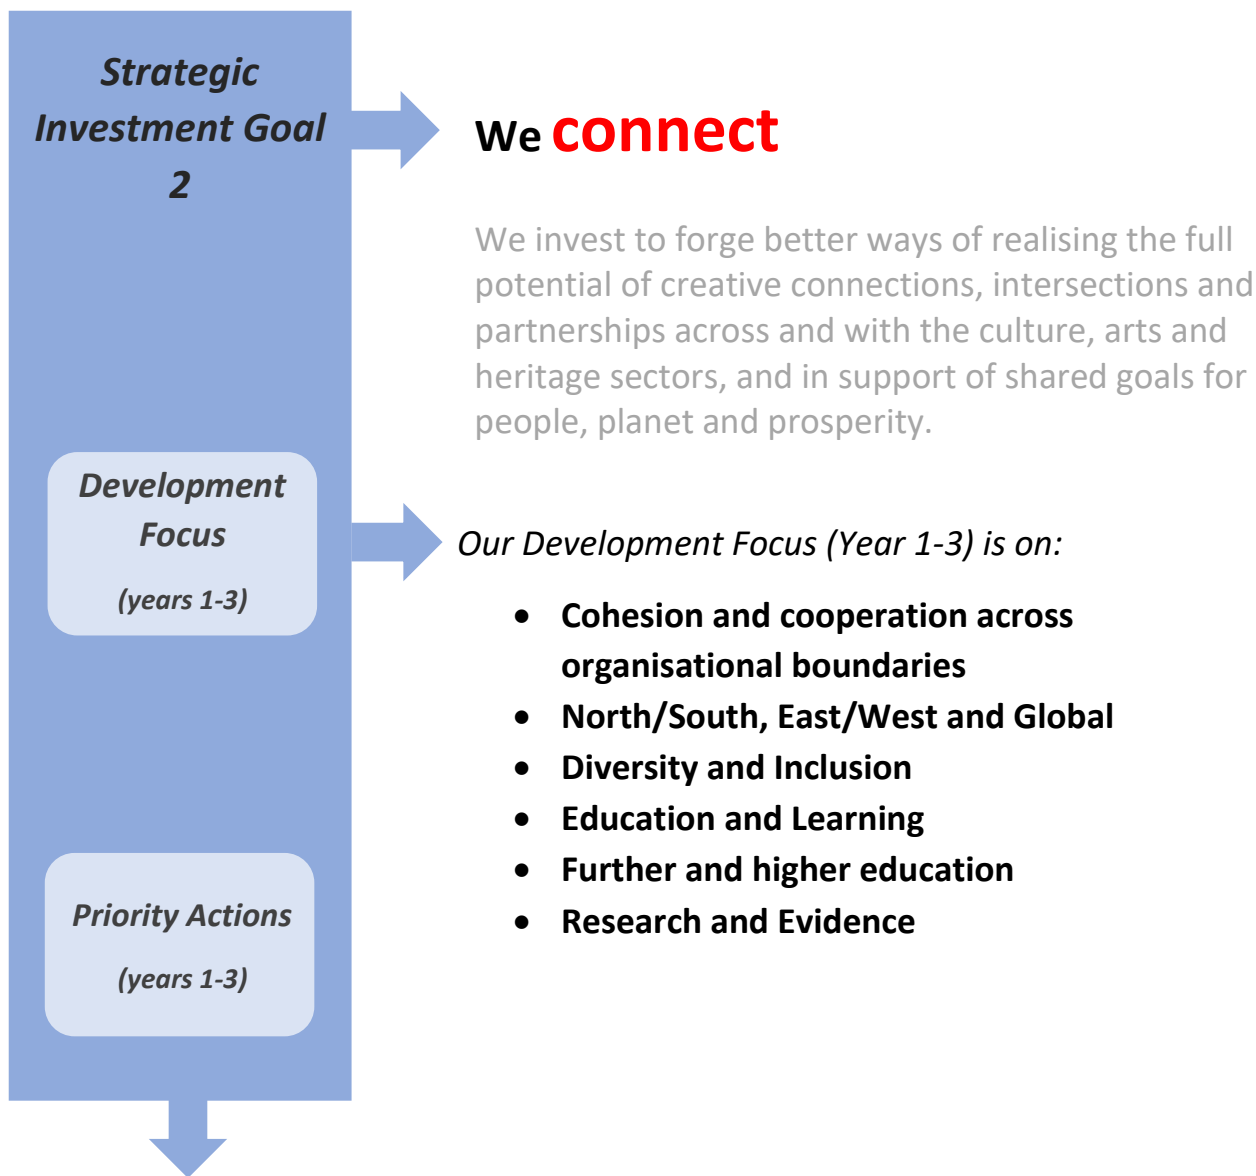 Strategic
Investment Goal
2
We connect
We invest to forge better ways of realising the full
potential of creative connections, intersections and
partnerships across and with the culture, arts and
heritage sectors, and in support of shared goals for
people, planet and prosperity.
Development
Focus
(years 1-3)
Our Development Focus (Year 1-3) is on:
• Cohesion and cooperation across
organisational boundaries
• North/South, East/West and Global
• Diversity and Inclusion
• Education and Learning
• Further and higher education
• Research and Evidence
Priority Actions
(years 1-3)